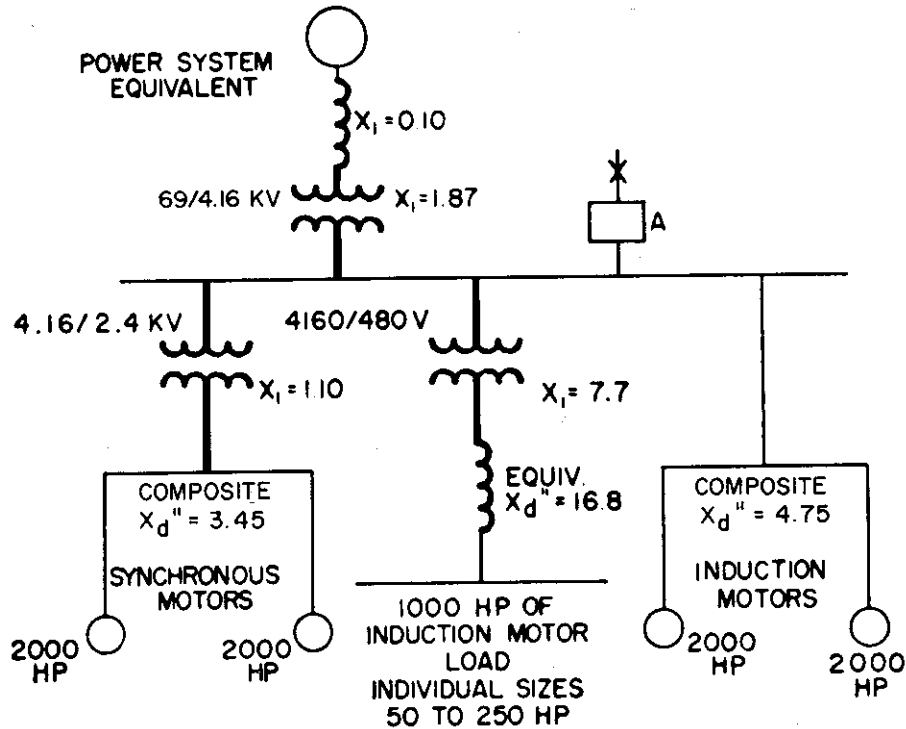 POWER SYSTEM
EQUIVALENT
X₁ = 0.10
69/4.16 KV
X₁ = 1.87
A
4.16/2.4 KV
X₁ = 1.10
4160/480 V
X₁ = 7.7
EQUIV.
Xd" = 16.8
COMPOSITE
Xd" = 3.45
SYNCHRONOUS
MOTORS
2000
HP
2000
HP
1000 HP OF
INDUCTION MOTOR
LOAD
INDIVIDUAL SIZES
50 TO 250 HP
COMPOSITE
Xd" = 4.75
INDUCTION
MOTORS
2000
HP
2000
HP